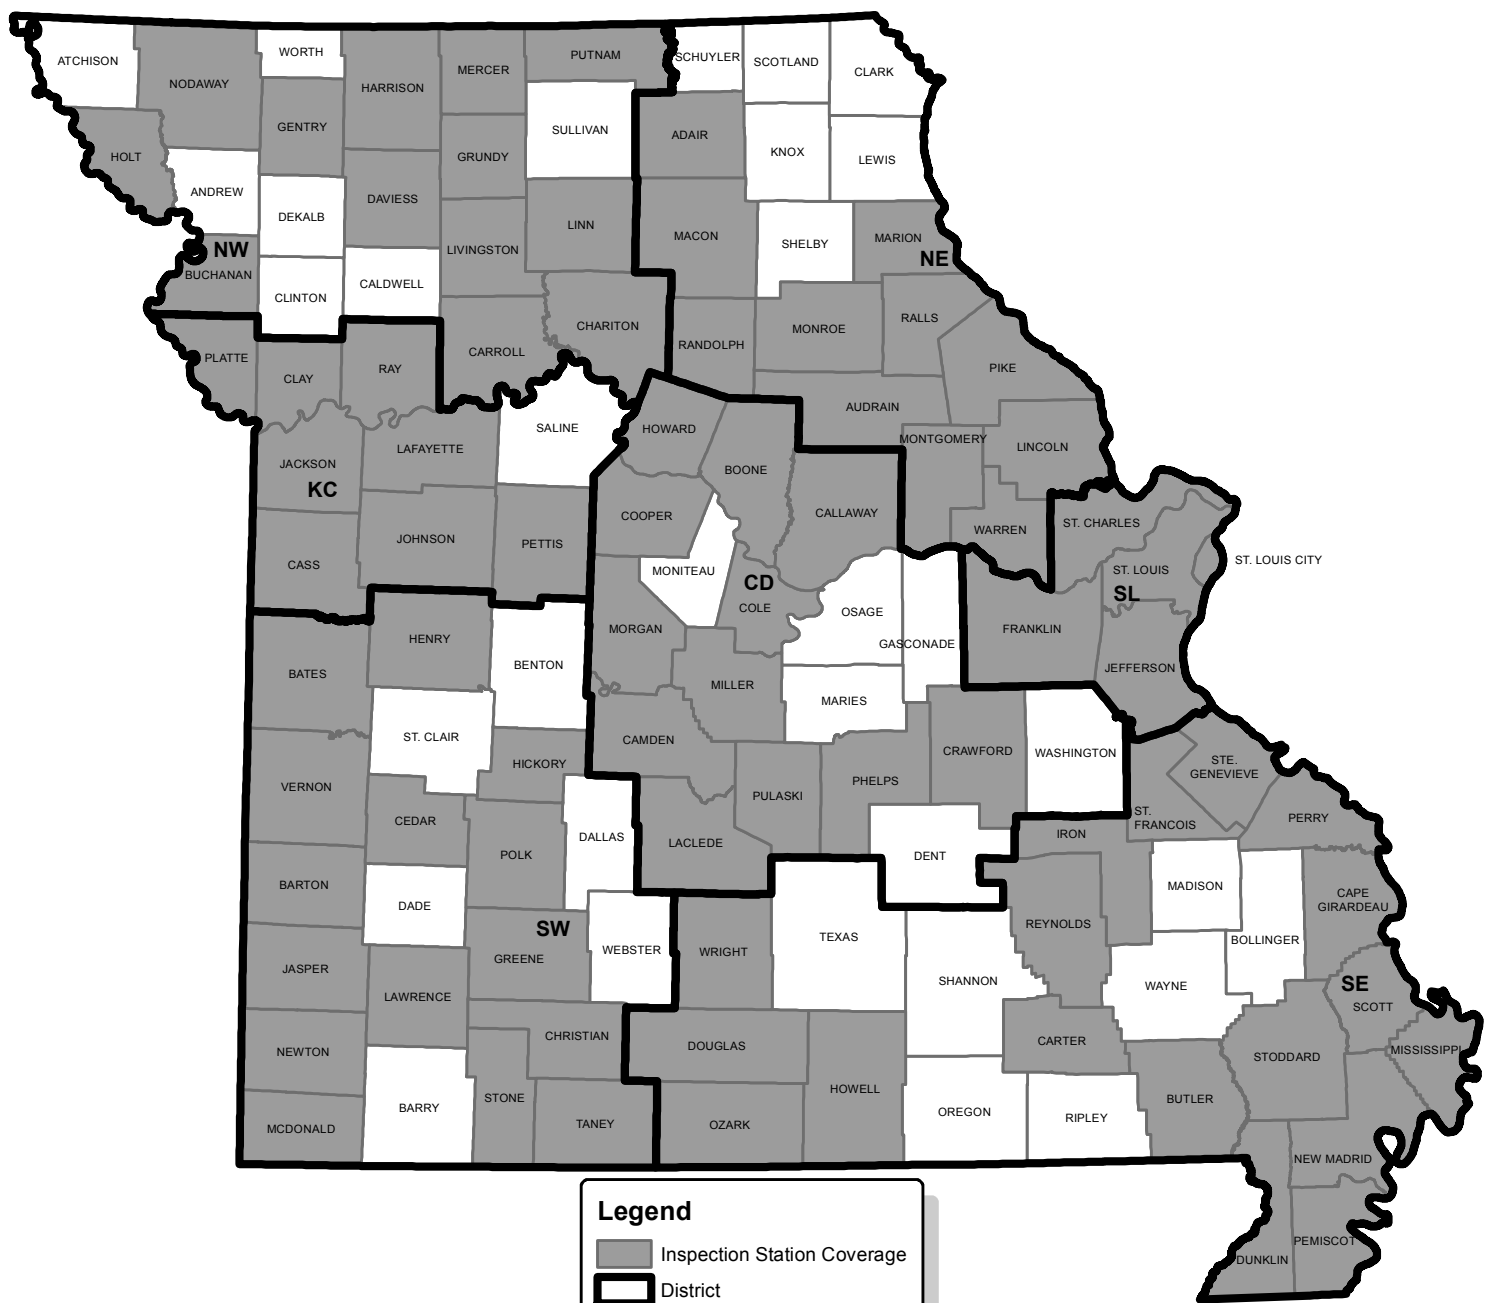 ATCHISON
NODAWAY
WORTH
HARRISON
MERCER
PUTNAM
SCHUYLER
SCOTLAND
CLARK
GENTRY
SULLIVAN
ADAIR
KNOX
LEWIS
HOLT
ANDREW
DEKALB
DAVIESS
GRUNDY
LINN
MACON
SHELBY
MARION
NE
NW
BUCHANAN
CLINTON
CALDWELL
LIVINGSTON
CHARITON
RANDOLPH
MONROE
RALLS
PLATTE
CLAY
RAY
CARROLL
PIKE
AUDRAIN
SALINE
HOWARD
MONTGOMERY
LINCOLN
JACKSON
KC
LAFAYETTE
BOONE
COOPER
CALLAWAY
WARREN
ST. CHARLES
CASS
JOHNSON
PETTIS
MONITEAU
CD
COLE
OSAGE
GASCONADE
ST. LOUIS
SL
ST. LOUIS CITY
FRANKLIN
JEFFERSON
HENRY
BENTON
MORGAN
MILLER
MARIES
BATES
ST. CLAIR
CAMDEN
CRAWFORD
WASHINGTON
STE.
GENEVIEVE
VERNON
HICKORY
PULASKI
PHELPS
ST.
FRANCOIS
PERRY
CEDAR
POLK
DALLAS
LACLEDE
DENT
IRON
BARTON
DADE
MADISON
CAPE
GIRARDEAU
SW
WEBSTER
WRIGHT
TEXAS
REYNOLDS
BOLLINGER
JASPER
LAWRENCE
GREENE
SHANNON
WAYNE
SE
SCOTT
NEWTON
CHRISTIAN
DOUGLAS
CARTER
STODDARD
MISSISSIPPI
BARRY
STONE
HOWELL
OREGON
RIPLEY
BUTLER
MCDONALD
TANEY
OZARK
NEW MADRID
DUNKLIN
PEMISCOT
Legend
Inspection Station Coverage
District